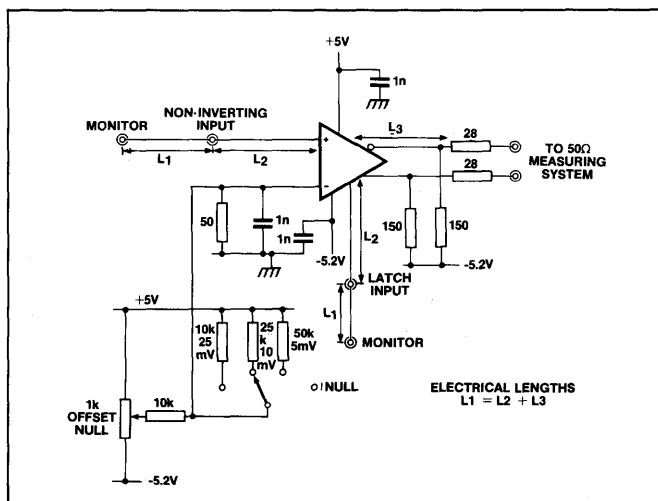 +5V
1n
NON-INVERTING
INPUT
MONITOR
L1
L2
+
−
L3
28
28
TO 50Ω
MEASURING
SYSTEM
50
1n
1n
-5.2V
L2
150
150
-5.2V
LATCH
INPUT
L1
MONITOR
+5V
10k
25
mV
25
k
10
mV
50k
5mV
NULL
1k
OFFSET
NULL
10k
-5.2V
ELECTRICAL LENGTHS
L1 = L2 + L3